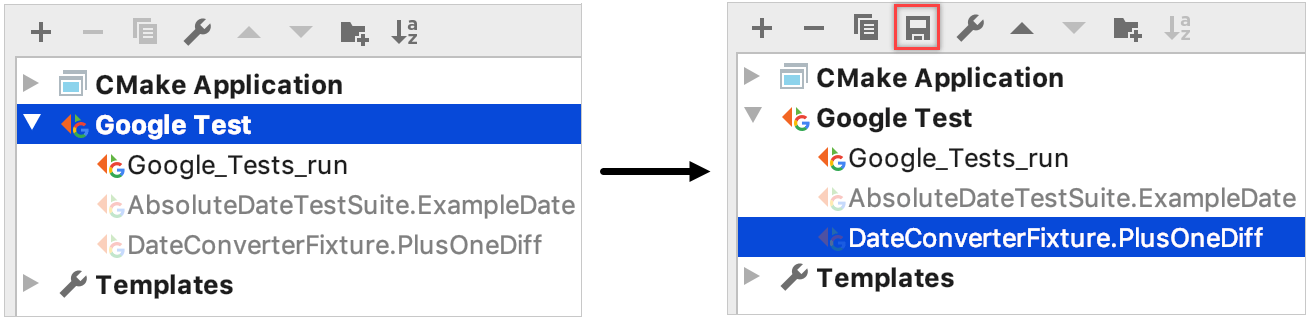 CMake Application
Google Test
Google_Tests_run
AbsoluteDateTestSuite.ExampleDate
DateConverterFixture.PlusOneDiff
Templates
CMake Application
Google Test
Google_Tests_run
AbsoluteDateTestSuite.ExampleDate
DateConverterFixture.PlusOneDiff
Templates